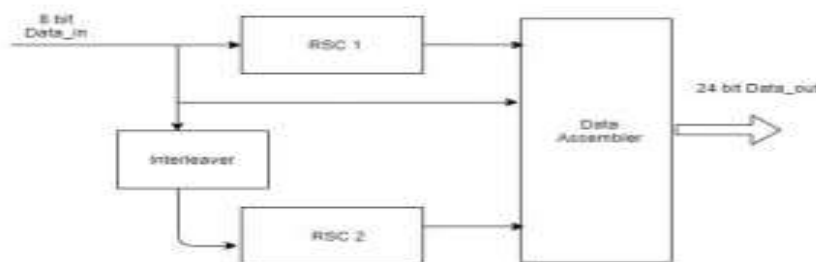 8 bit
Data_in
RSC 1
24 bit Data_out
Data
Assembler
Interleaver
RSC 2